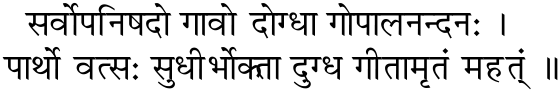 सर्वोपनिषदो गावो दोग्धा गोपालनन्दनः ।
पार्थो वत्सः सुधीर्भोक्ता दुग्ध गीतामृतं महत्ं ॥